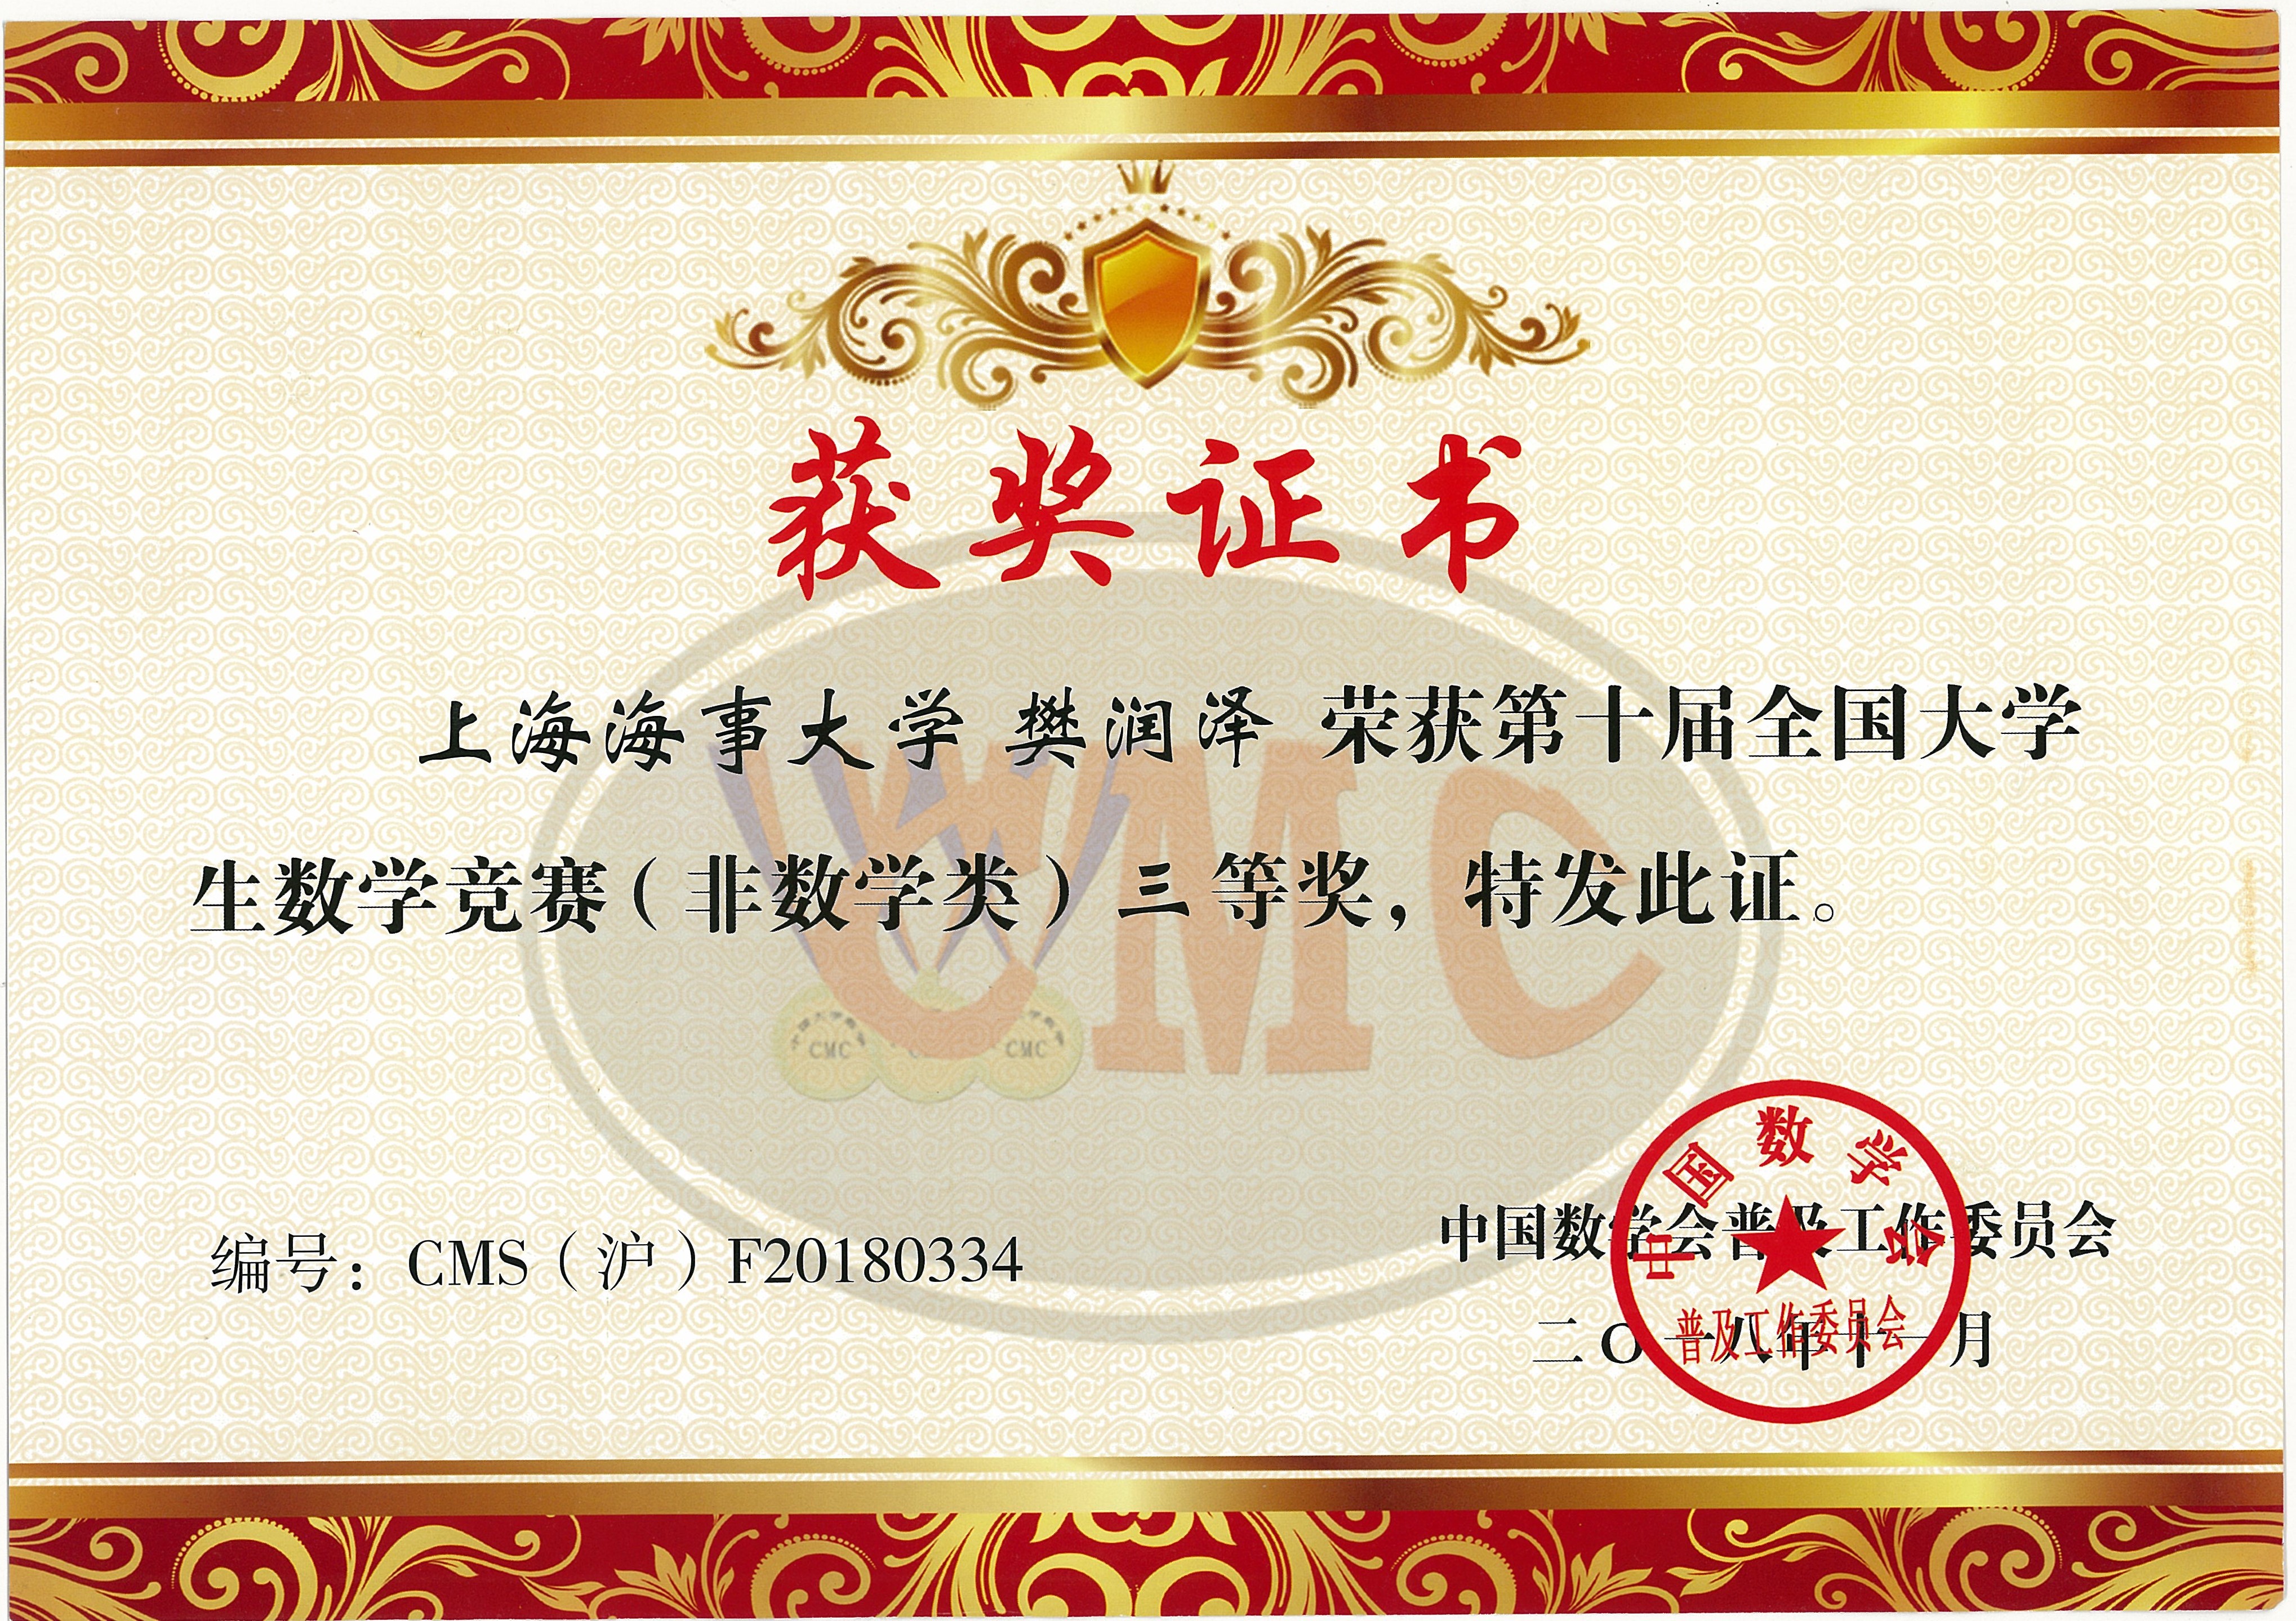 获奖证书
上海海事大学 樊润泽 荣获第十届全国大学
生数学竞赛（非数学类）三等奖，特发此证。
CMC
CMC
CMC
编号：CMS（沪）F20180334
中国数学会普及工作委员会
二〇一八年十一月
中国数学会
普及工作委员会